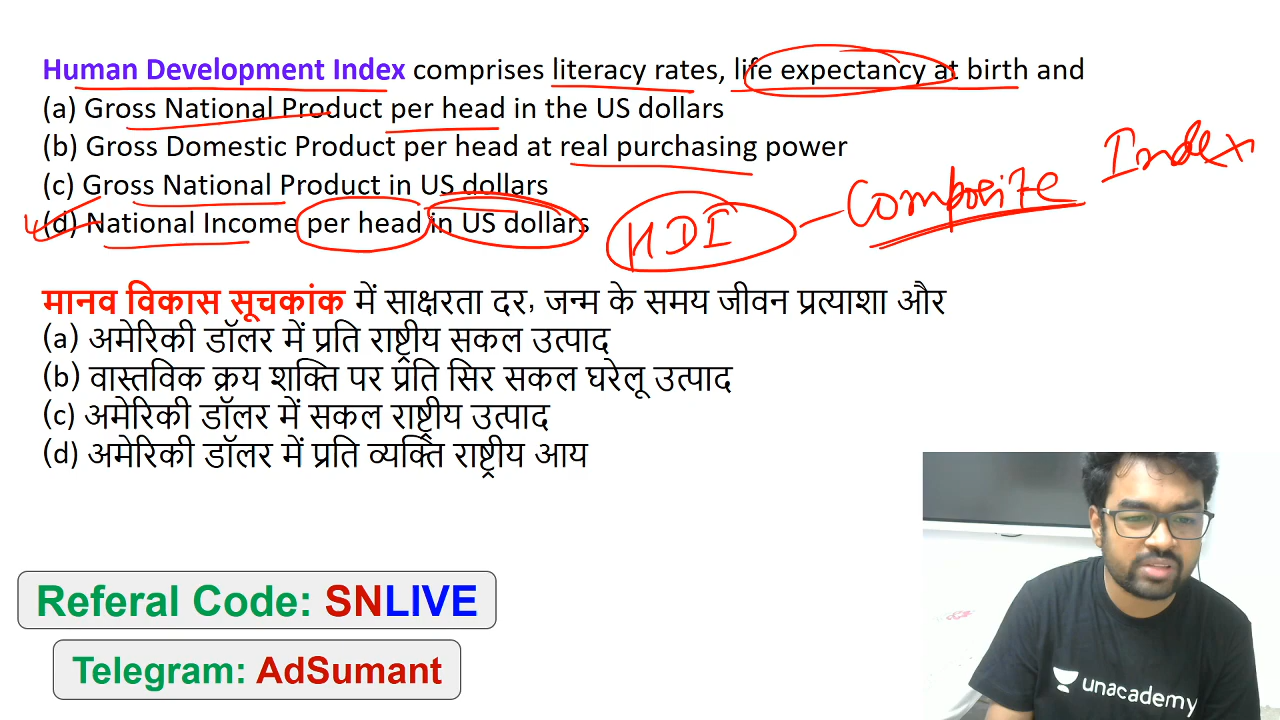 Human Development Index comprises literacy rates, life expectancy at birth and
(a) Gross National Product per head in the US dollars
(b) Gross Domestic Product per head at real purchasing power
(c) Gross National Product in US dollars
(d) National Income per head in US dollars
HDI
Composite Index
मानव विकास सूचकांक में साक्षरता दर, जन्म के समय जीवन प्रत्याशा और
(a) अमेरिकी डॉलर में प्रति राष्ट्रीय सकल उत्पाद
(b) वास्तविक क्रय शक्ति पर प्रति सिर सकल घरेलू उत्पाद
(c) अमेरिकी डॉलर में सकल राष्ट्रीय उत्पाद
(d) अमेरिकी डॉलर में प्रति व्यक्ति राष्ट्रीय आय
Referal Code: SNLIVE
Telegram: AdSumant
unacademy